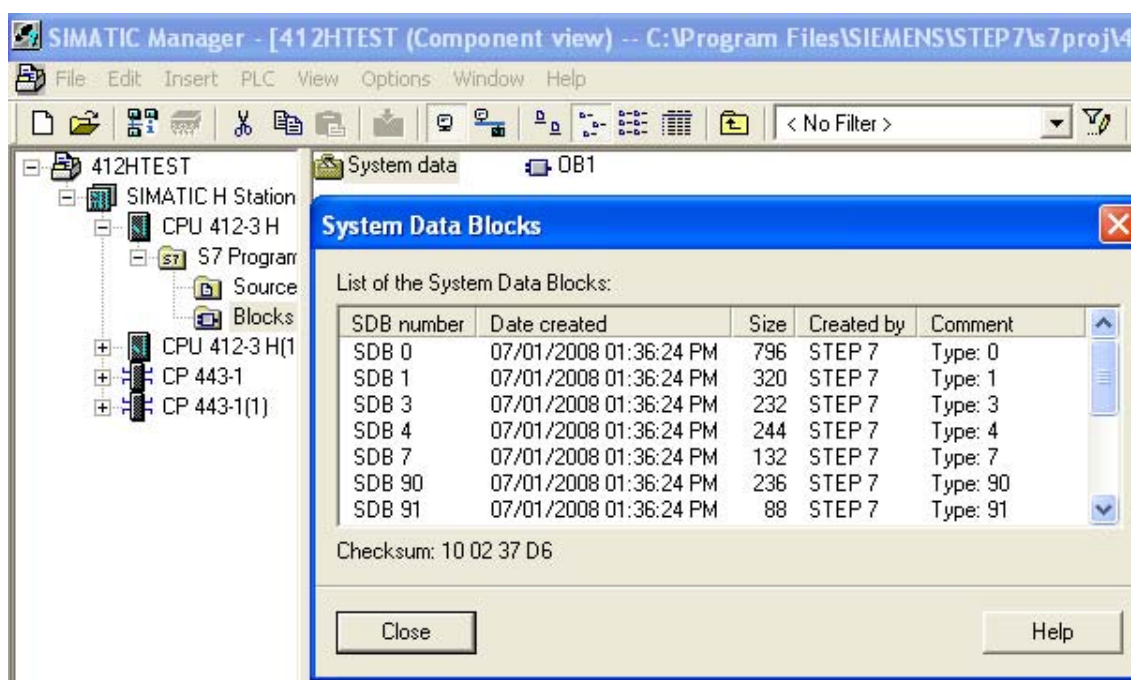 SIMATIC Manager - [412HTEST (Component view) -- C:\Program Files\SIEMENS\STEP7\s7proj\4
File Edit Insert PLC View Options Window Help
< No Filter >
412HTEST
SIMATIC H Station
CPU 412-3 H
S7 Program
Source
Blocks
CPU 412-3 H(1
CP 443-1
CP 443-1(1)
System data OB1
System Data Blocks
List of the System Data Blocks:
SDB number Date created Size Created by Comment
SDB 0 07/01/2008 01:36:24 PM 796 STEP 7 Type: 0
SDB 1 07/01/2008 01:36:24 PM 320 STEP 7 Type: 1
SDB 3 07/01/2008 01:36:24 PM 232 STEP 7 Type: 3
SDB 4 07/01/2008 01:36:24 PM 244 STEP 7 Type: 4
SDB 7 07/01/2008 01:36:24 PM 132 STEP 7 Type: 7
SDB 90 07/01/2008 01:36:24 PM 236 STEP 7 Type: 90
SDB 91 07/01/2008 01:36:24 PM 88 STEP 7 Type: 91
Checksum: 10 02 37 D6
Close Help